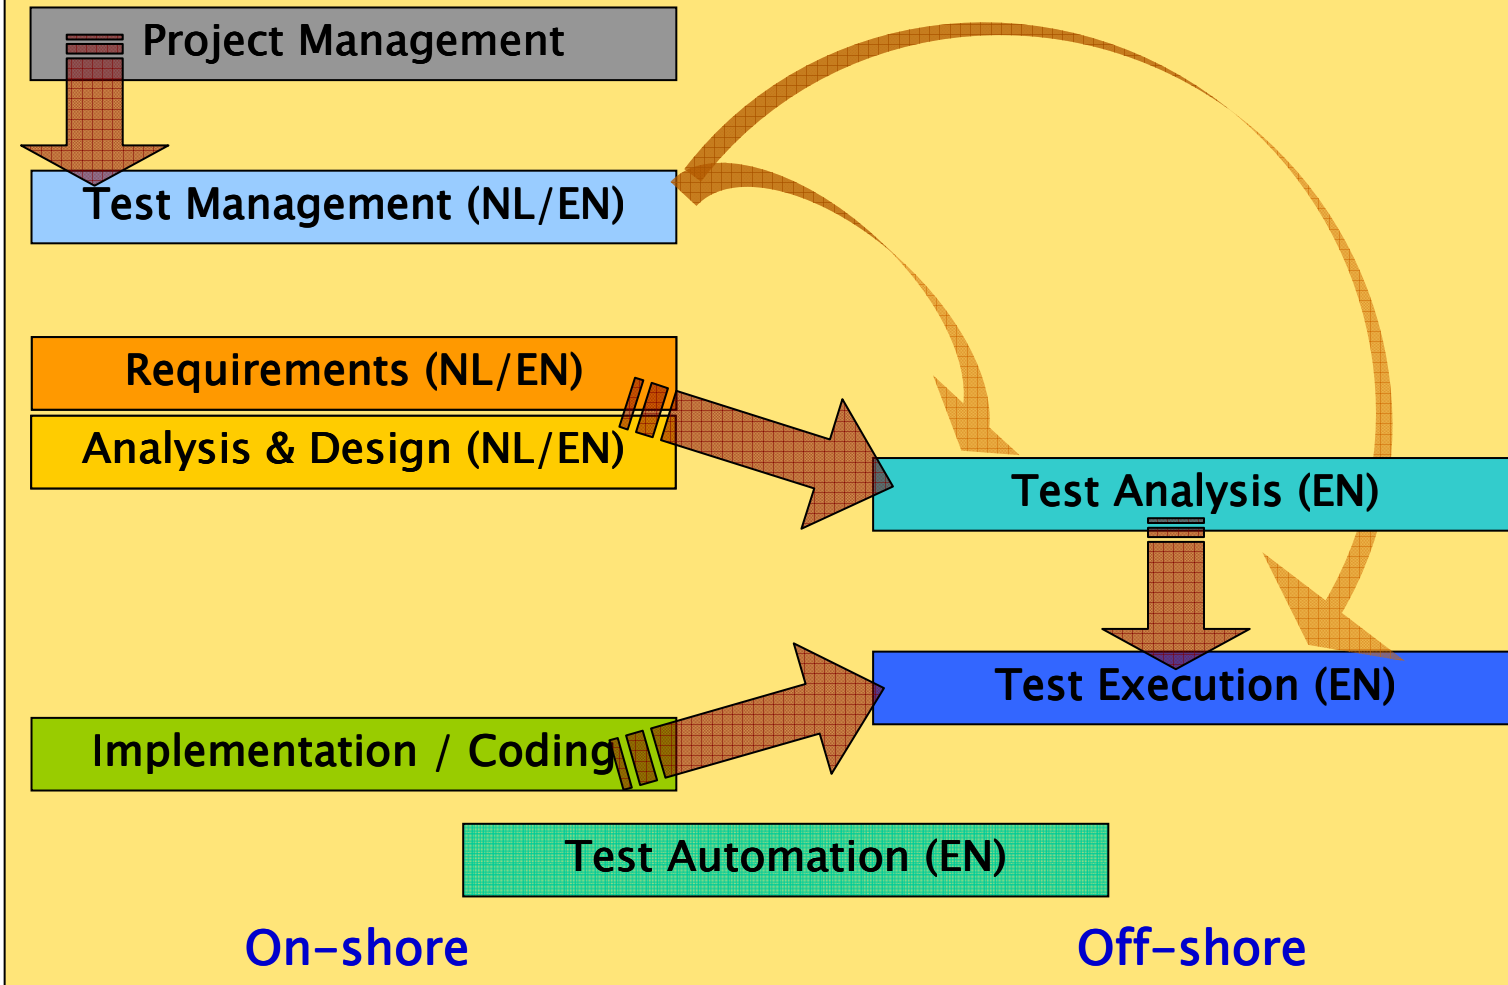 Project Management
Test Management (NL/EN)
Requirements (NL/EN)
Analysis & Design (NL/EN)
Test Analysis (EN)
Test Execution (EN)
Implementation / Coding
Test Automation (EN)
On-shore
Off-shore